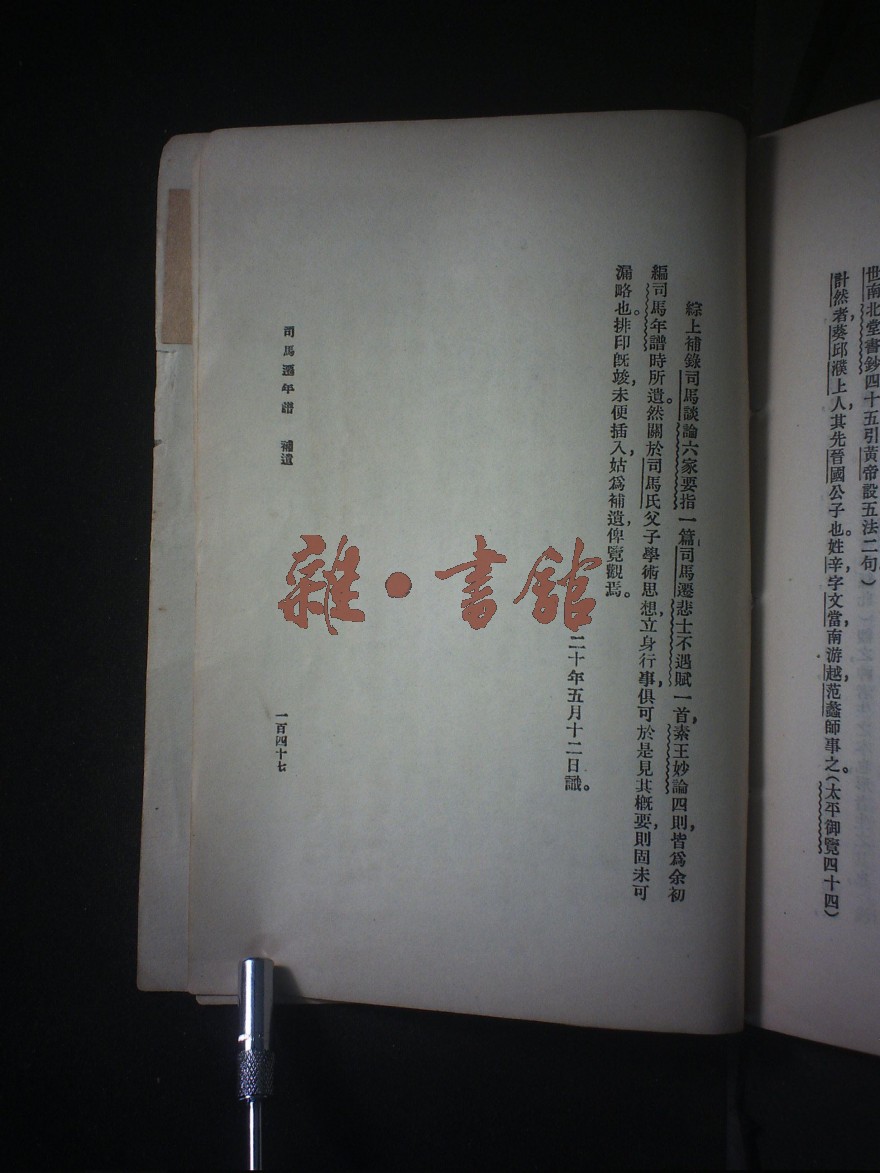 世南北堂書鈔四十五引黃帝設五法二句）
計然者，葵邱濮上人，其先晉國公子也。姓辛，字文，當南游越，范蠡師事之。（太平御覽四十四）
綜上補錄司馬談論六家要指一篇，司馬遷悲士不遇賦一首，素王妙論四則，皆爲余初
編司馬年譜時所遺。然關於司馬氏父子學術思想，立身行事，俱可於是見其概要，則固未可
漏略也。排印既竣，未便插入，姑爲補遺，俾覽觀焉。
二十年五月十二日識。
司馬遷年譜　補遺
一百四十七
雜·書館